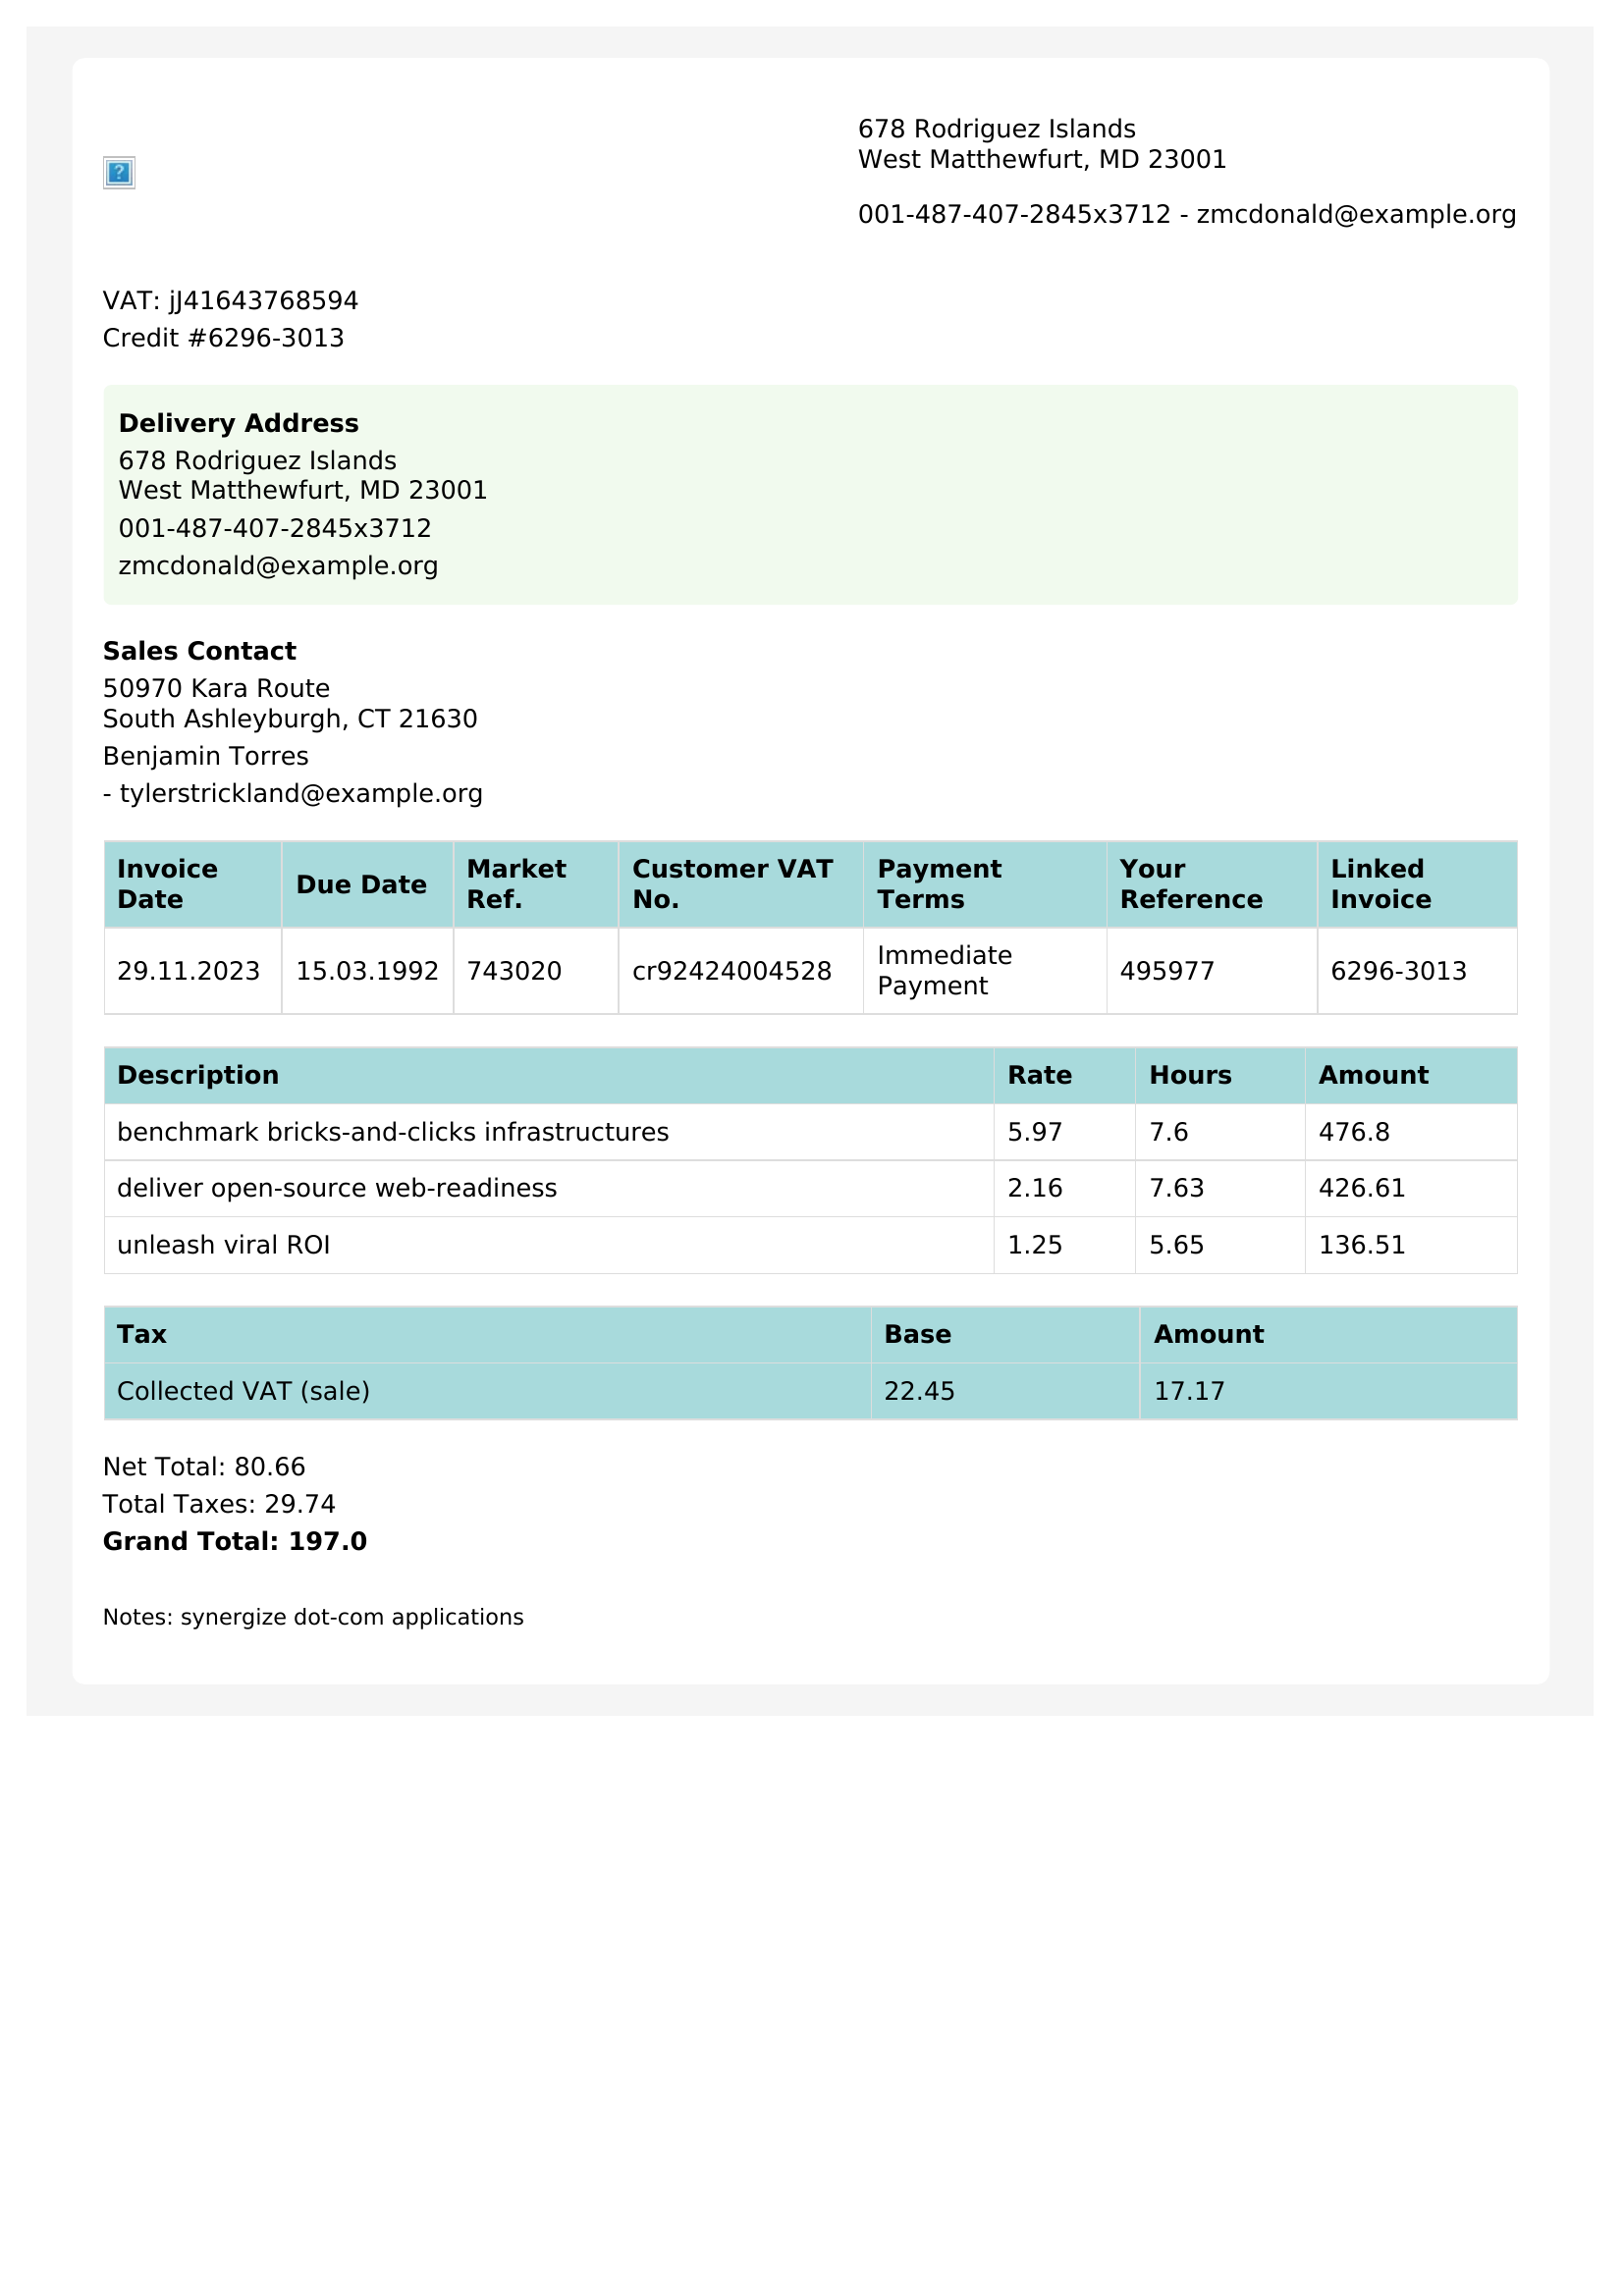 678 Rodriguez Islands
West Matthewfurt, MD 23001
001-487-407-2845x3712 - zmcdonald@example.org
VAT: jJ41643768594
Credit #6296-3013
Delivery Address
678 Rodriguez Islands
West Matthewfurt, MD 23001
001-487-407-2845x3712
zmcdonald@example.org
Sales Contact
50970 Kara Route
South Ashleyburgh, CT 21630
Benjamin Torres
- tylerstrickland@example.org
Invoice Date Due Date Market Ref. Customer VAT No. Payment Terms Your Reference Linked Invoice
29.11.2023 15.03.1992 743020 cr92424004528 Immediate Payment 495977 6296-3013
Description Rate Hours Amount
benchmark bricks-and-clicks infrastructures 5.97 7.6 476.8
deliver open-source web-readiness 2.16 7.63 426.61
unleash viral ROI 1.25 5.65 136.51
Tax Base Amount
Collected VAT (sale) 22.45 17.17
Net Total: 80.66
Total Taxes: 29.74
Grand Total: 197.0
Notes: synergize dot-com applications